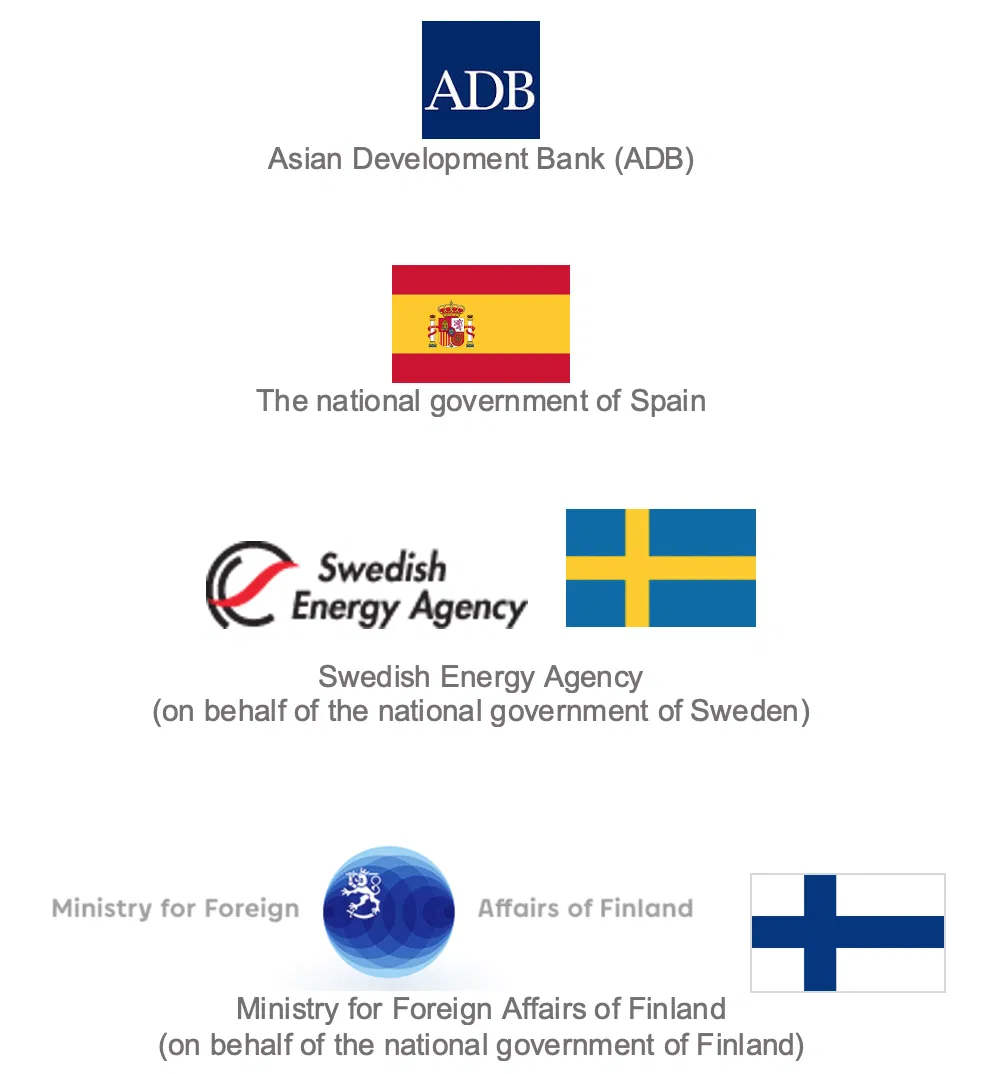 ADB
Asian Development Bank (ADB)
The national government of Spain
Swedish
Energy Agency
Swedish Energy Agency
(on behalf of the national government of Sweden)
Ministry for Foreign Affairs of Finland
Ministry for Foreign Affairs of Finland
(on behalf of the national government of Finland)